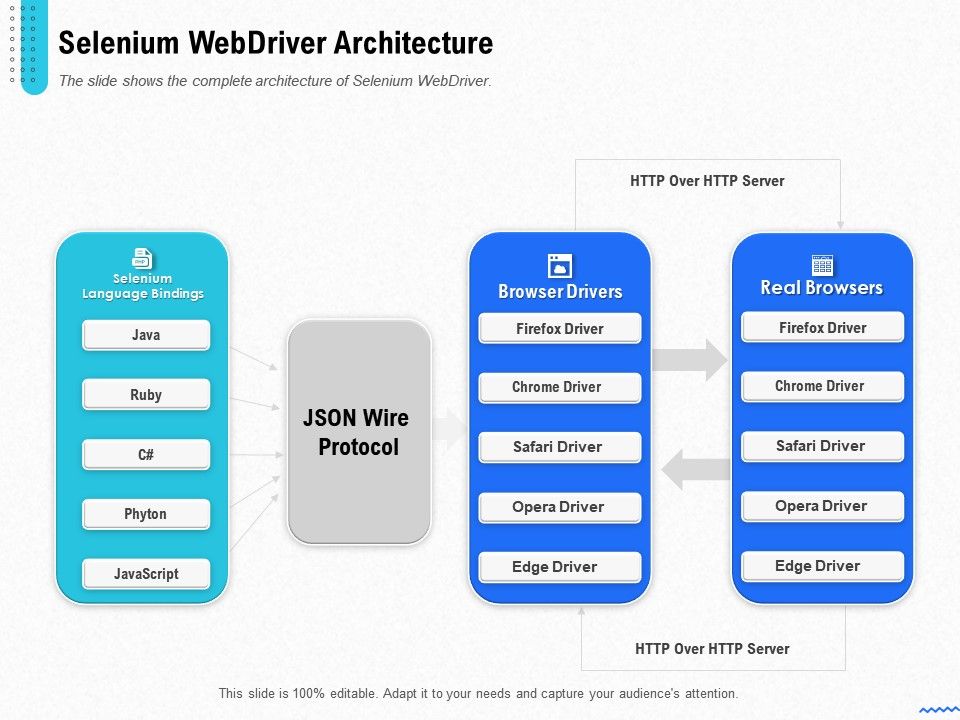 Selenium WebDriver Architecture
The slide shows the complete architecture of Selenium WebDriver.
HTTP Over HTTP Server
PHP
Selenium
Language Bindings
Java
Ruby
C#
Phyton
JavaScript
JSON Wire
Protocol
Browser Drivers
Firefox Driver
Chrome Driver
Safari Driver
Opera Driver
Edge Driver
Real Browsers
Firefox Driver
Chrome Driver
Safari Driver
Opera Driver
Edge Driver
HTTP Over HTTP Server
This slide is 100% editable. Adapt it to your needs and capture your audience's attention.